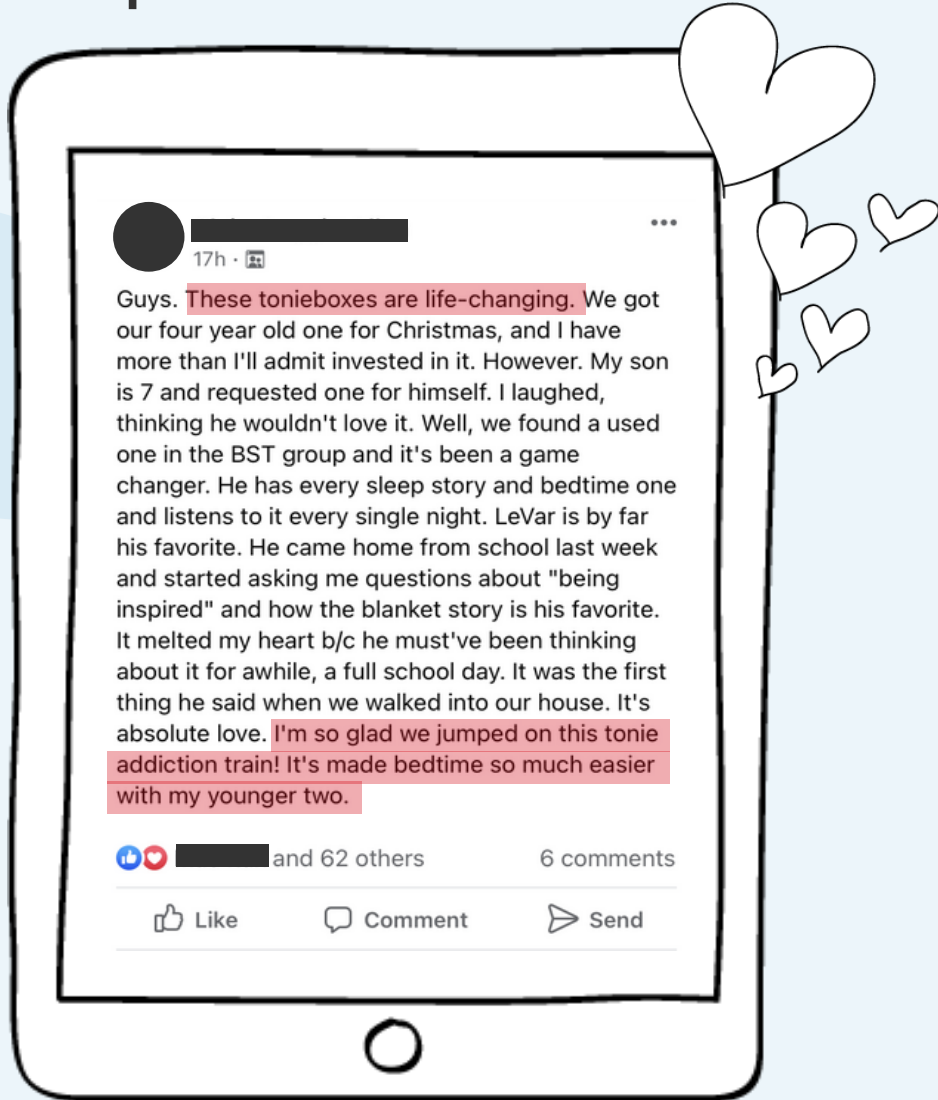 17h ·
Guys. These tonieboxes are life-changing. We got
our four year old one for Christmas, and I have
more than I'll admit invested in it. However. My son
is 7 and requested one for himself. I laughed,
thinking he wouldn't love it. Well, we found a used
one in the BST group and it's been a game
changer. He has every sleep story and bedtime one
and listens to it every single night. LeVar is by far
his favorite. He came home from school last week
and started asking me questions about "being
inspired" and how the blanket story is his favorite.
It melted my heart b/c he must've been thinking
about it for awhile, a full school day. It was the first
thing he said when we walked into our house. It's
absolute love. I'm so glad we jumped on this tonie
addiction train! It's made bedtime so much easier
with my younger two.
and 62 others 6 comments
Like Comment Send